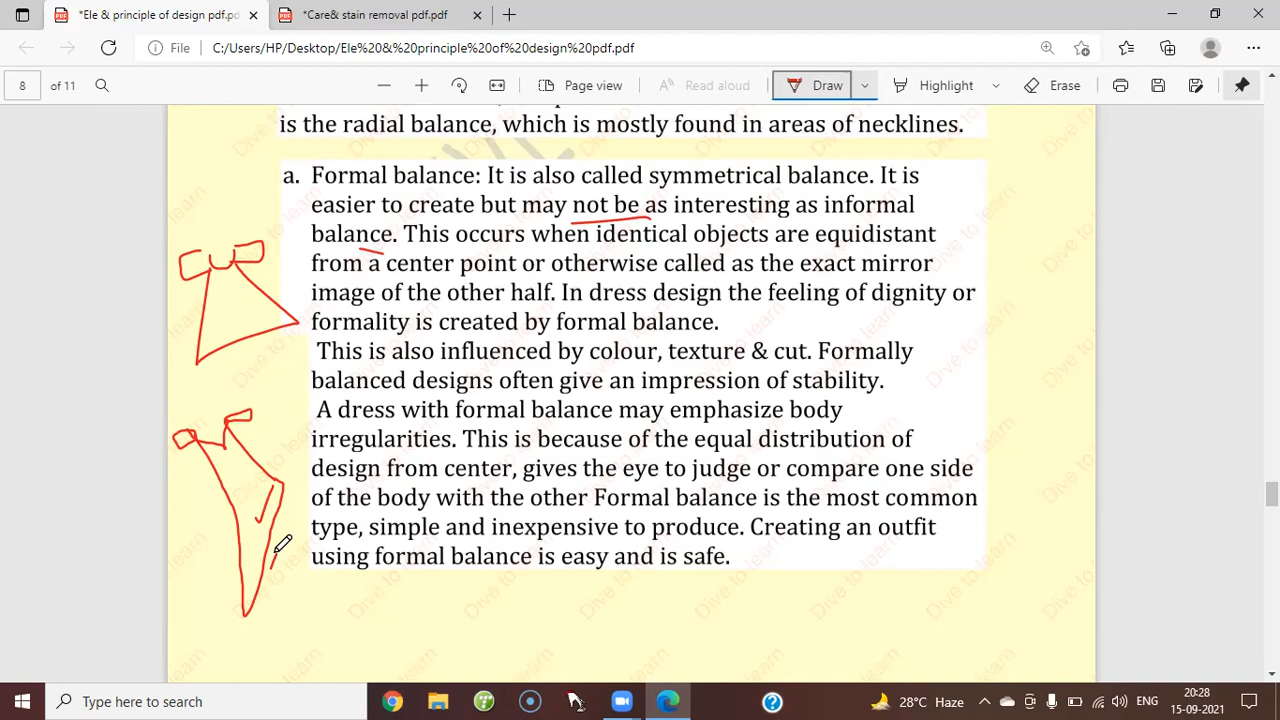 *Ele & principle of design pdf.pdf
*Care& stain removal pdf.pdf
File
C:/Users/HP/Desktop/Ele%20&%20principle%20of%20design%20pdf.pdf
8
of 11
Page view
Read aloud
Draw
Highlight
Erase
is the radial balance, which is mostly found in areas of necklines.
a. Formal balance: It is also called symmetrical balance. It is
easier to create but may not be as interesting as informal
balance. This occurs when identical objects are equidistant
from a center point or otherwise called as the exact mirror
image of the other half. In dress design the feeling of dignity or
formality is created by formal balance.
This is also influenced by colour, texture & cut. Formally
balanced designs often give an impression of stability.
A dress with formal balance may emphasize body
irregularities. This is because of the equal distribution of
design from center, gives the eye to judge or compare one side
of the body with the other Formal balance is the most common
type, simple and inexpensive to produce. Creating an outfit
using formal balance is easy and is safe.
Dive to learn
Type here to search
28°C Haze
ENG
20:28
15-09-2021